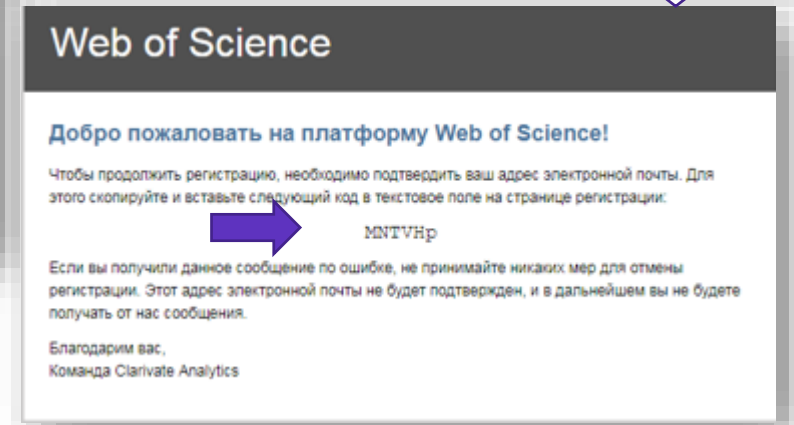 Web of Science
Добро пожаловать на платформу Web of Science!
Чтобы продолжить регистрацию, необходимо подтвердить ваш адрес электронной почты. Для
этого скопируйте и вставьте следующий код в текстовое поле на странице регистрации:
MNTVHp
Если вы получили данное сообщение по ошибке, не принимайте никаких мер для отмены
регистрации. Этот адрес электронной почты не будет подтвержден, и в дальнейшем вы не будете
получать от нас сообщения.
Благодарим вас,
Команда Clarivate Analytics